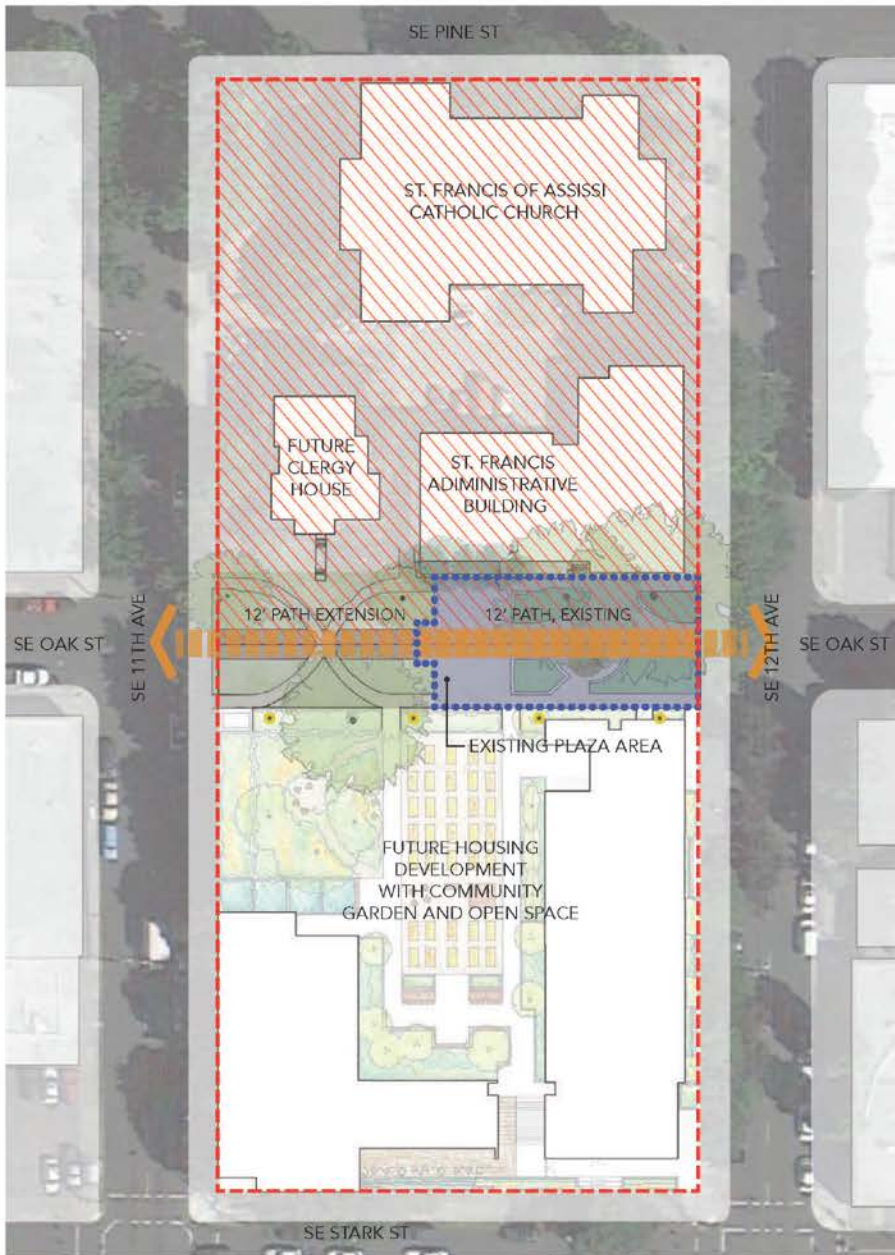 SE PINE ST
ST. FRANCIS OF ASSISSI
CATHOLIC CHURCH
FUTURE
CLERGY
HOUSE
ST. FRANCIS
ADIMINISTRATIVE
BUILDING
12' PATH EXTENSION
12' PATH, EXISTING
SE OAK ST
SE 11TH AVE
SE 12TH AVE
SE OAK ST
EXISTING PLAZA AREA
FUTURE HOUSING
DEVELOPMENT
WITH COMMUNITY
GARDEN AND OPEN SPACE
SE STARK ST